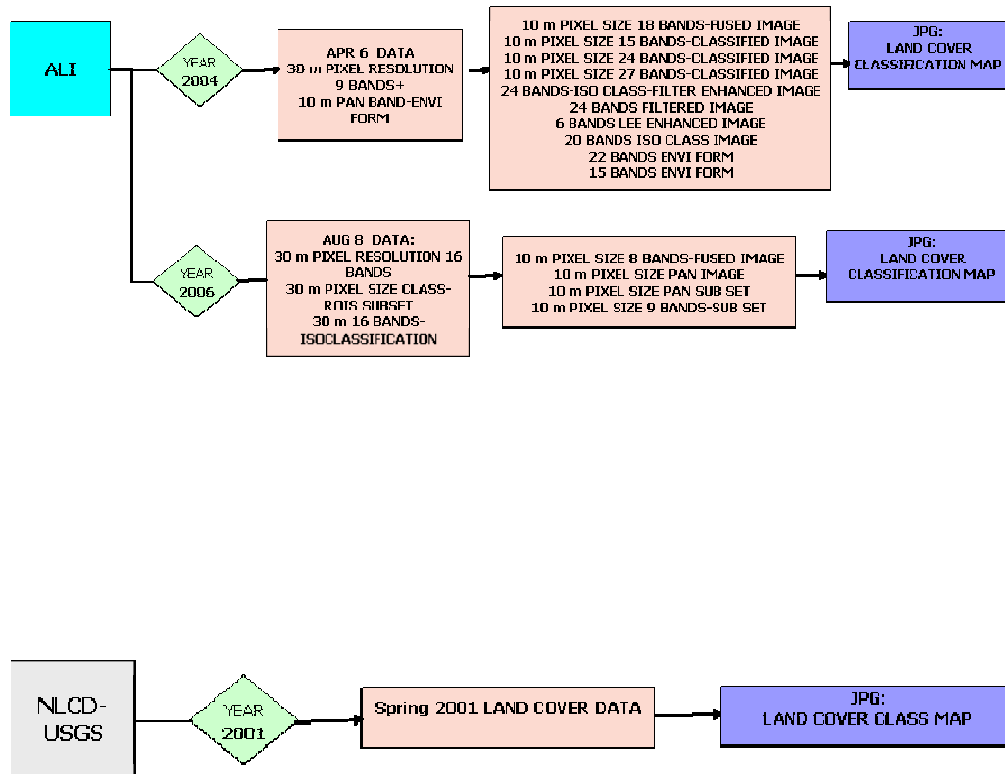 ALI
YEAR
2004
APR 6 DATA
30 m PIXEL RESOLUTION
9 BANDS+
10 m PAN BAND-ENVI
FORM
10 m PIXEL SIZE 18 BANDS-FUSED IMAGE
10 m PIXEL SIZE 15 BANDS-CLASSIFIED IMAGE
10 m PIXEL SIZE 24 BANDS-CLASSIFIED IMAGE
10 m PIXEL SIZE 27 BANDS-CLASSIFIED IMAGE
24 BANDS-ISO CLASS-FILTER ENHANCED IMAGE
24 BANDS FILTERED IMAGE
6 BANDS LEE ENHANCED IMAGE
20 BANDS ISO CLASS IMAGE
22 BANDS ENVI FORM
15 BANDS ENVI FORM
JPG:
LAND COVER
CLASSIFICATION MAP
YEAR
2006
AUG 8 DATA:
30 m PIXEL RESOLUTION 16
BANDS
30 m PIXEL SIZE CLASS-
ROIS SUBSET
30 m 16 BANDS-
ISOCLASSIFICATION
10 m PIXEL SIZE 8 BANDS-FUSED IMAGE
10 m PIXEL SIZE PAN IMAGE
10 m PIXEL SIZE PAN SUB SET
10 m PIXEL SIZE 9 BANDS-SUB SET
JPG:
LAND COVER
CLASSIFICATION MAP
NLCD-
USGS
YEAR
2001
Spring 2001 LAND COVER DATA
JPG:
LAND COVER CLASS MAP